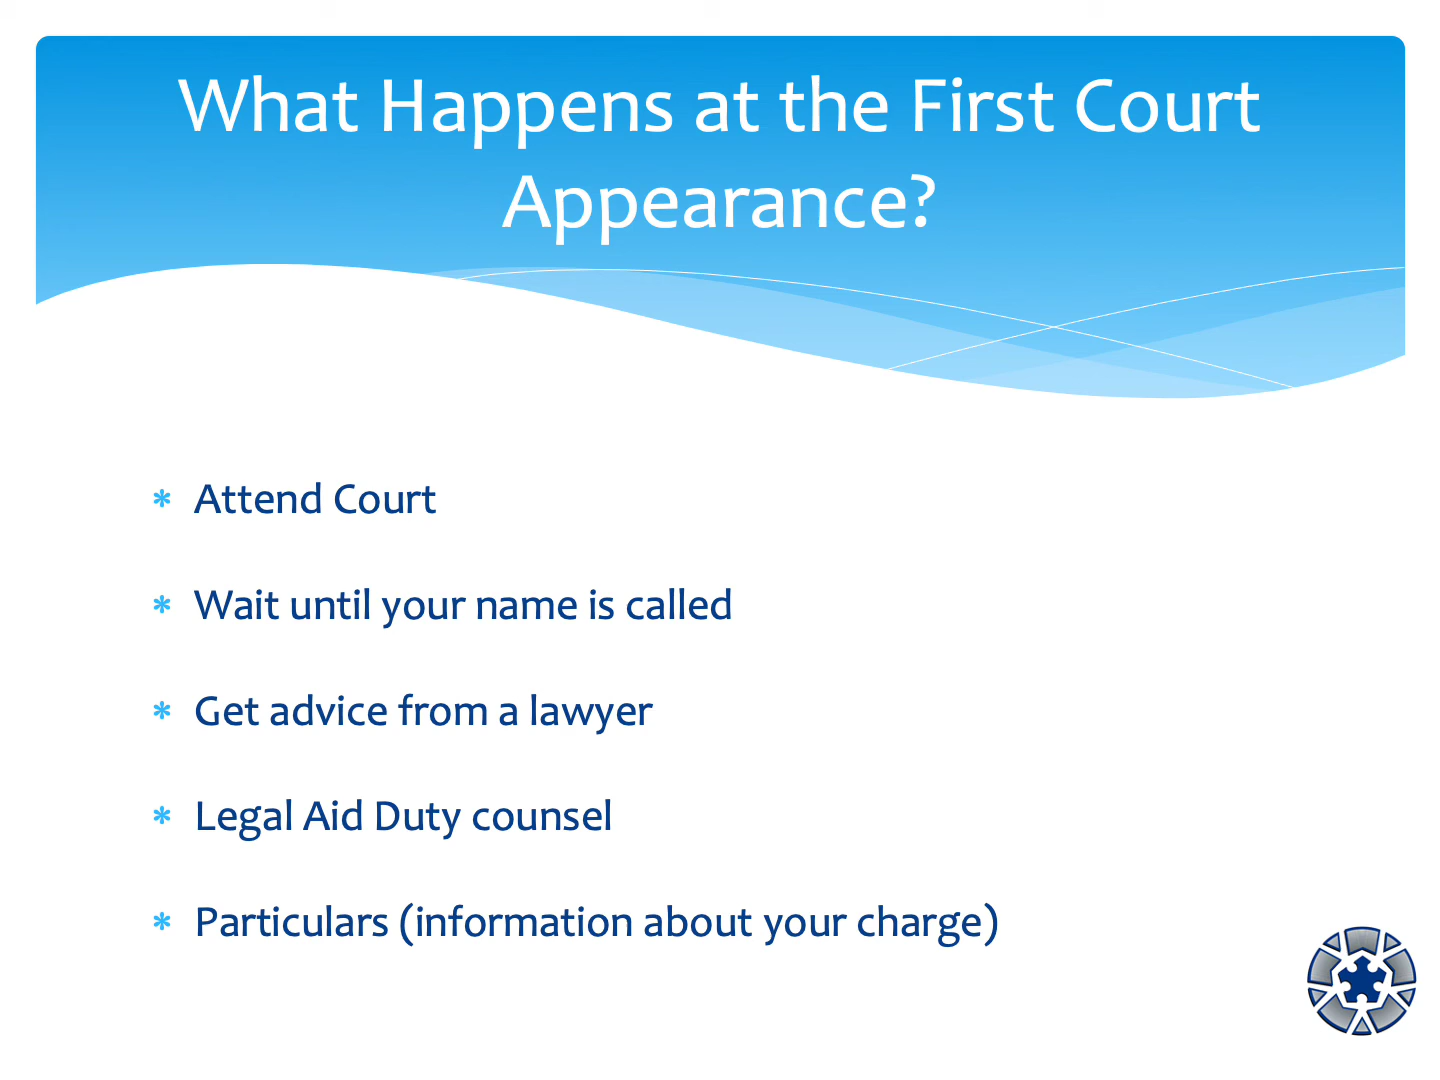 What Happens at the First Court
Appearance?
* Attend Court
* Wait until your name is called
* Get advice from a lawyer
* Legal Aid Duty counsel
* Particulars (information about your charge)